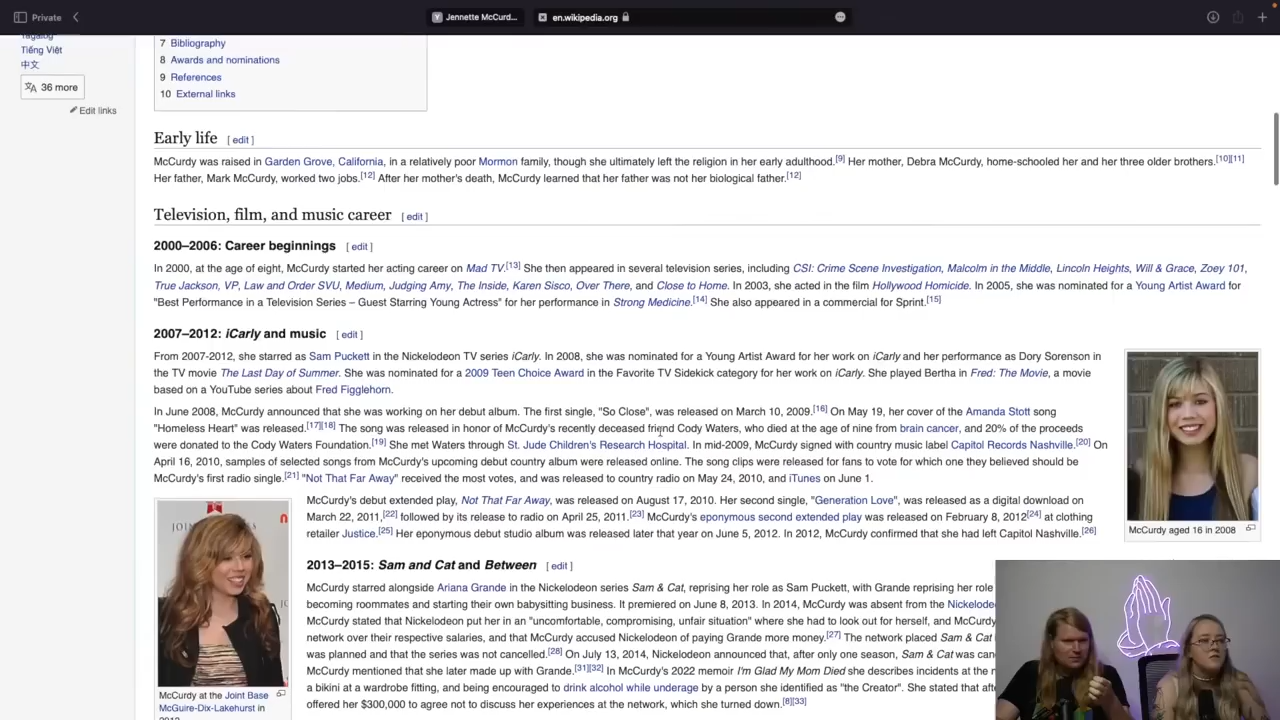 Private
Jennette McCurd...
en.wikipedia.org
Tiếng Việt
中文
36 more
Edit links
7 Bibliography
8 Awards and nominations
9 References
10 External links
Early life [ edit ]
McCurdy was raised in Garden Grove, California, in a relatively poor Mormon family, though she ultimately left the religion in her early adulthood.[9] Her mother, Debra McCurdy, home-schooled her and her three older brothers.[10][11]
Her father, Mark McCurdy, worked two jobs.[12] After her mother's death, McCurdy learned that her father was not her biological father.[12]
Television, film, and music career [ edit ]
2000–2006: Career beginnings [ edit ]
In 2000, at the age of eight, McCurdy started her acting career on Mad TV.[13] She then appeared in several television series, including CSI: Crime Scene Investigation, Malcolm in the Middle, Lincoln Heights, Will & Grace, Zoey 101,
True Jackson, VP, Law and Order SVU, Medium, Judging Amy, The Inside, Karen Sisco, Over There, and Close to Home. In 2003, she acted in the film Hollywood Homicide. In 2005, she was nominated for a Young Artist Award for
"Best Performance in a Television Series – Guest Starring Young Actress" for her performance in Strong Medicine.[14] She also appeared in a commercial for Sprint.[15]
2007–2012: iCarly and music [ edit ]
From 2007-2012, she starred as Sam Puckett in the Nickelodeon TV series iCarly. In 2008, she was nominated for a Young Artist Award for her work on iCarly and her performance as Dory Sorenson in
the TV movie The Last Day of Summer. She was nominated for a 2009 Teen Choice Award in the Favorite TV Sidekick category for her work on iCarly. She played Bertha in Fred: The Movie, a movie
based on a YouTube series about Fred Figglehorn.
In June 2008, McCurdy announced that she was working on her debut album. The first single, "So Close", was released on March 10, 2009.[16] On May 19, her cover of the Amanda Stott song
"Homeless Heart" was released.[17][18] The song was released in honor of McCurdy's recently deceased friend Cody Waters, who died at the age of nine from brain cancer, and 20% of the proceeds
were donated to the Cody Waters Foundation.[19] She met Waters through St. Jude Children's Research Hospital. In mid-2009, McCurdy signed with country music label Capitol Records Nashville.[20] On
April 16, 2010, samples of selected songs from McCurdy's upcoming debut country album were released online. The song clips were released for fans to vote for which one they believed should be
McCurdy's first radio single.[21] "Not That Far Away" received the most votes, and was released to country radio on May 24, 2010, and iTunes on June 1.
McCurdy aged 16 in 2008
McCurdy's debut extended play, Not That Far Away, was released on August 17, 2010. Her second single, "Generation Love", was released as a digital download on
March 22, 2011,[22] followed by its release to radio on April 25, 2011.[23] McCurdy's eponymous second extended play was released on February 8, 2012[24] at clothing
retailer Justice.[25] Her eponymous debut studio album was released later that year on June 5, 2012. In 2012, McCurdy confirmed that she had left Capitol Nashville.[26]
2013–2015: Sam and Cat and Between [ edit ]
McCurdy starred alongside Ariana Grande in the Nickelodeon series Sam & Cat, reprising her role as Sam Puckett, with Grande reprising her role
becoming roommates and starting their own babysitting business. It premiered on June 8, 2013. In 2014, McCurdy was absent from the Nickelode
McCurdy stated that Nickelodeon put her in an "uncomfortable, compromising, unfair situation" where she had to look out for herself, and McCurdy
network over their respective salaries, and that McCurdy accused Nickelodeon of paying Grande more money.[27] The network placed Sam & Cat
was planned and that the series was not cancelled.[28] On July 13, 2014, Nickelodeon announced that, after only one season, Sam & Cat was can
McCurdy mentioned that she later made up with Grande.[31][32] In McCurdy's 2022 memoir I'm Glad My Mom Died she describes incidents at the n
a bikini at a wardrobe fitting, and being encouraged to drink alcohol while underage by a person she identified as "the Creator". She stated that aft
offered her $300,000 to agree not to discuss her experiences at the network, which she turned down.[8][33]
McCurdy at the Joint Base
McGuire-Dix-Lakehurst in